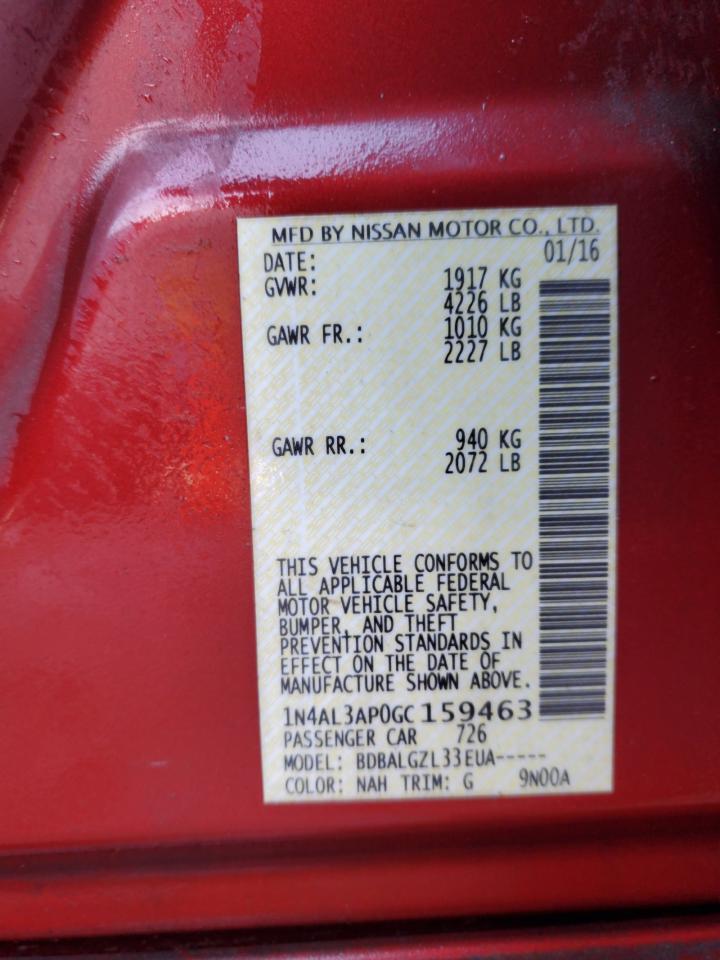 MFD BY NISSAN MOTOR CO., LTD.
DATE: 01/16
GVWR: 1917 KG
4226 LB
GAWR FR.: 1010 KG
2227 LB
GAWR RR.: 940 KG
2072 LB
THIS VEHICLE CONFORMS TO
ALL APPLICABLE FEDERAL
MOTOR VEHICLE SAFETY,
BUMPER, AND THEFT
PREVENTION STANDARDS IN
EFFECT ON THE DATE OF
MANUFACTURE SHOWN ABOVE.
1N4AL3AP0GC159463
PASSENGER CAR 726
MODEL: BDBALGZL33EUA-----
COLOR: NAH TRIM: G 9N00A